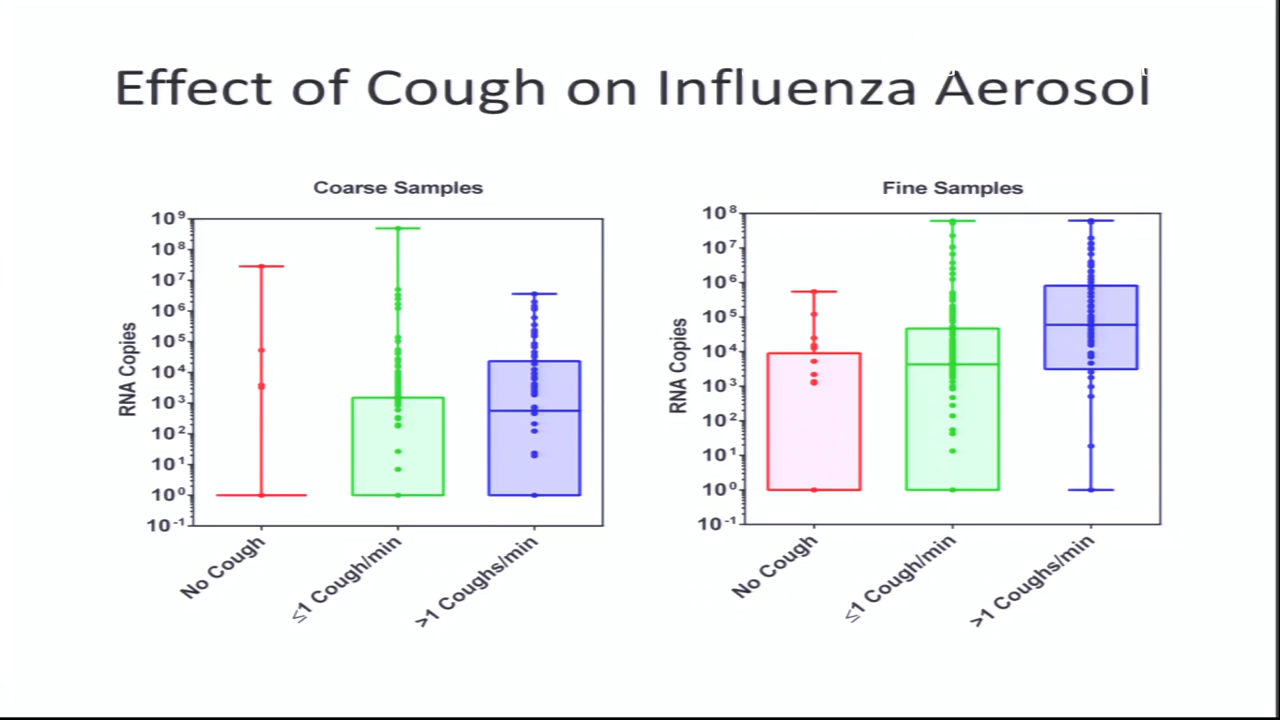 Effect of Cough on Influenza Aerosol
Coarse Samples
RNA Copies
10⁹
10⁸
10⁷
10⁶
10⁵
10⁴
10³
10²
10¹
10⁰
10⁻¹
No Cough
≤1 Cough/min
>1 Coughs/min
Fine Samples
RNA Copies
10⁸
10⁷
10⁶
10⁵
10⁴
10³
10²
10¹
10⁰
10⁻¹
No Cough
≤1 Cough/min
>1 Coughs/min